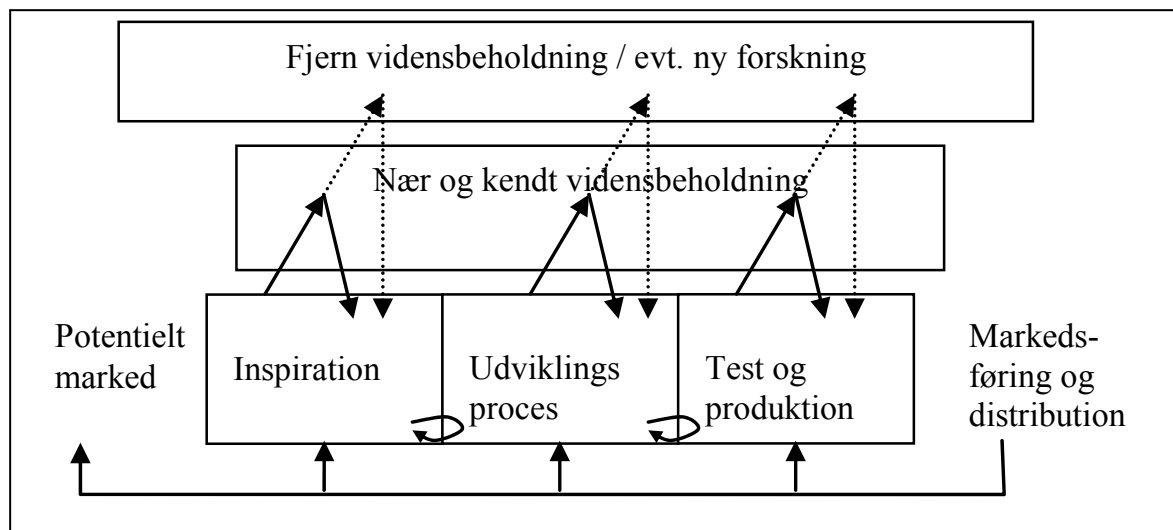 Fjern vidensbeholdning / evt. ny forskning
Nær og kendt vidensbeholdning
Potentielt
marked
Inspiration
Udviklings
proces
Test og
produktion
Markeds-
føring og
distribution